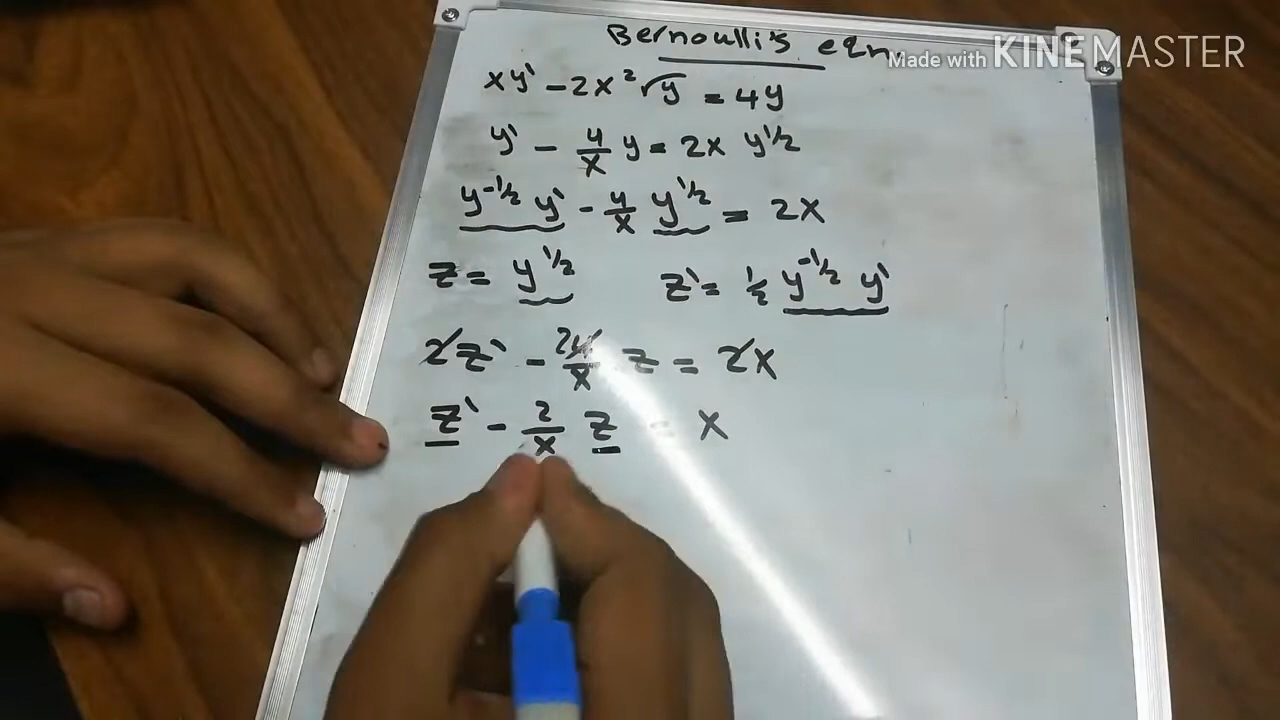 Bernoulli's eqn.
Made with KINEMASTER
xy' - 2x² √y = 4y
y' - 4/x y = 2x y^1/2
y^-1/2 y' - 4/x y^1/2 = 2x
z = y^1/2 z' = 1/2 y^-1/2 y'
2z' - 24/x z = 2x
z' - 2/x z = x